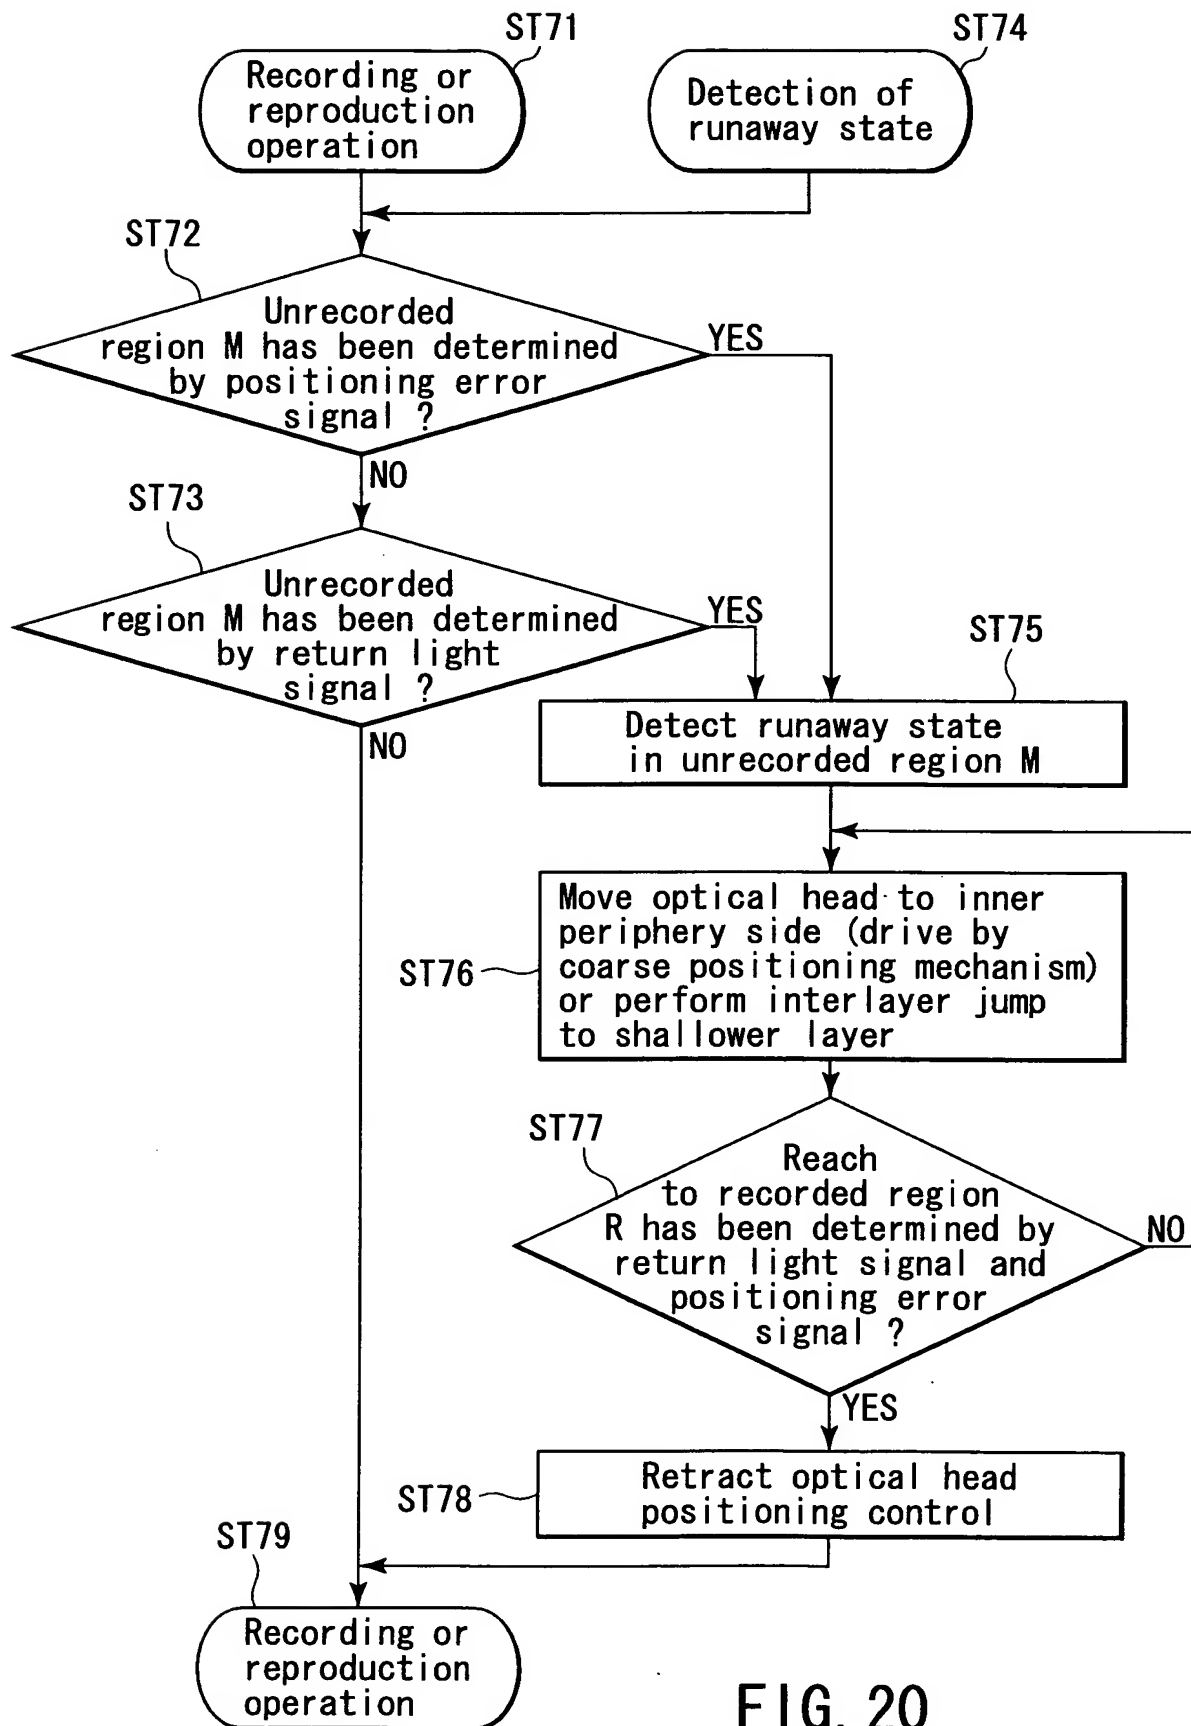 ST71
Recording or
reproduction
operation
ST74
Detection of
runaway state
ST72
Unrecorded
region M has been determined
by positioning error
signal ?
YES
NO
ST73
Unrecorded
region M has been determined
by return light
signal ?
YES
NO
ST75
Detect runaway state
in unrecorded region M
ST76
Move optical head to inner
periphery side (drive by
coarse positioning mechanism)
or perform interlayer jump
to shallower layer
ST77
Reach
to recorded region
R has been determined by
return light signal and
positioning error
signal ?
NO
YES
ST78
Retract optical head
positioning control
ST79
Recording or
reproduction
operation
FIG. 20